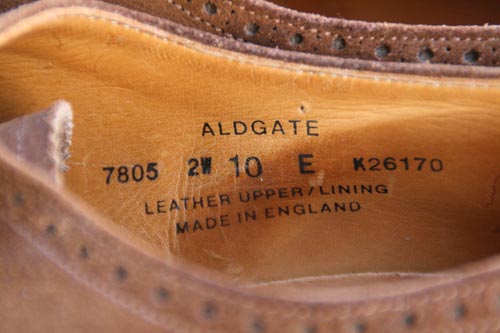 ALDGATE
7805 2W 10 E K26170
LEATHER UPPER/LINING
MADE IN ENGLAND